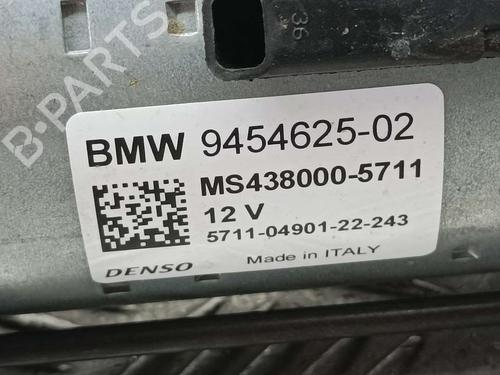 B-PARTS
36
BMW 9454625-02
MS438000-5711
12 V
5711-04901-22-243
DENSO Made in ITALY